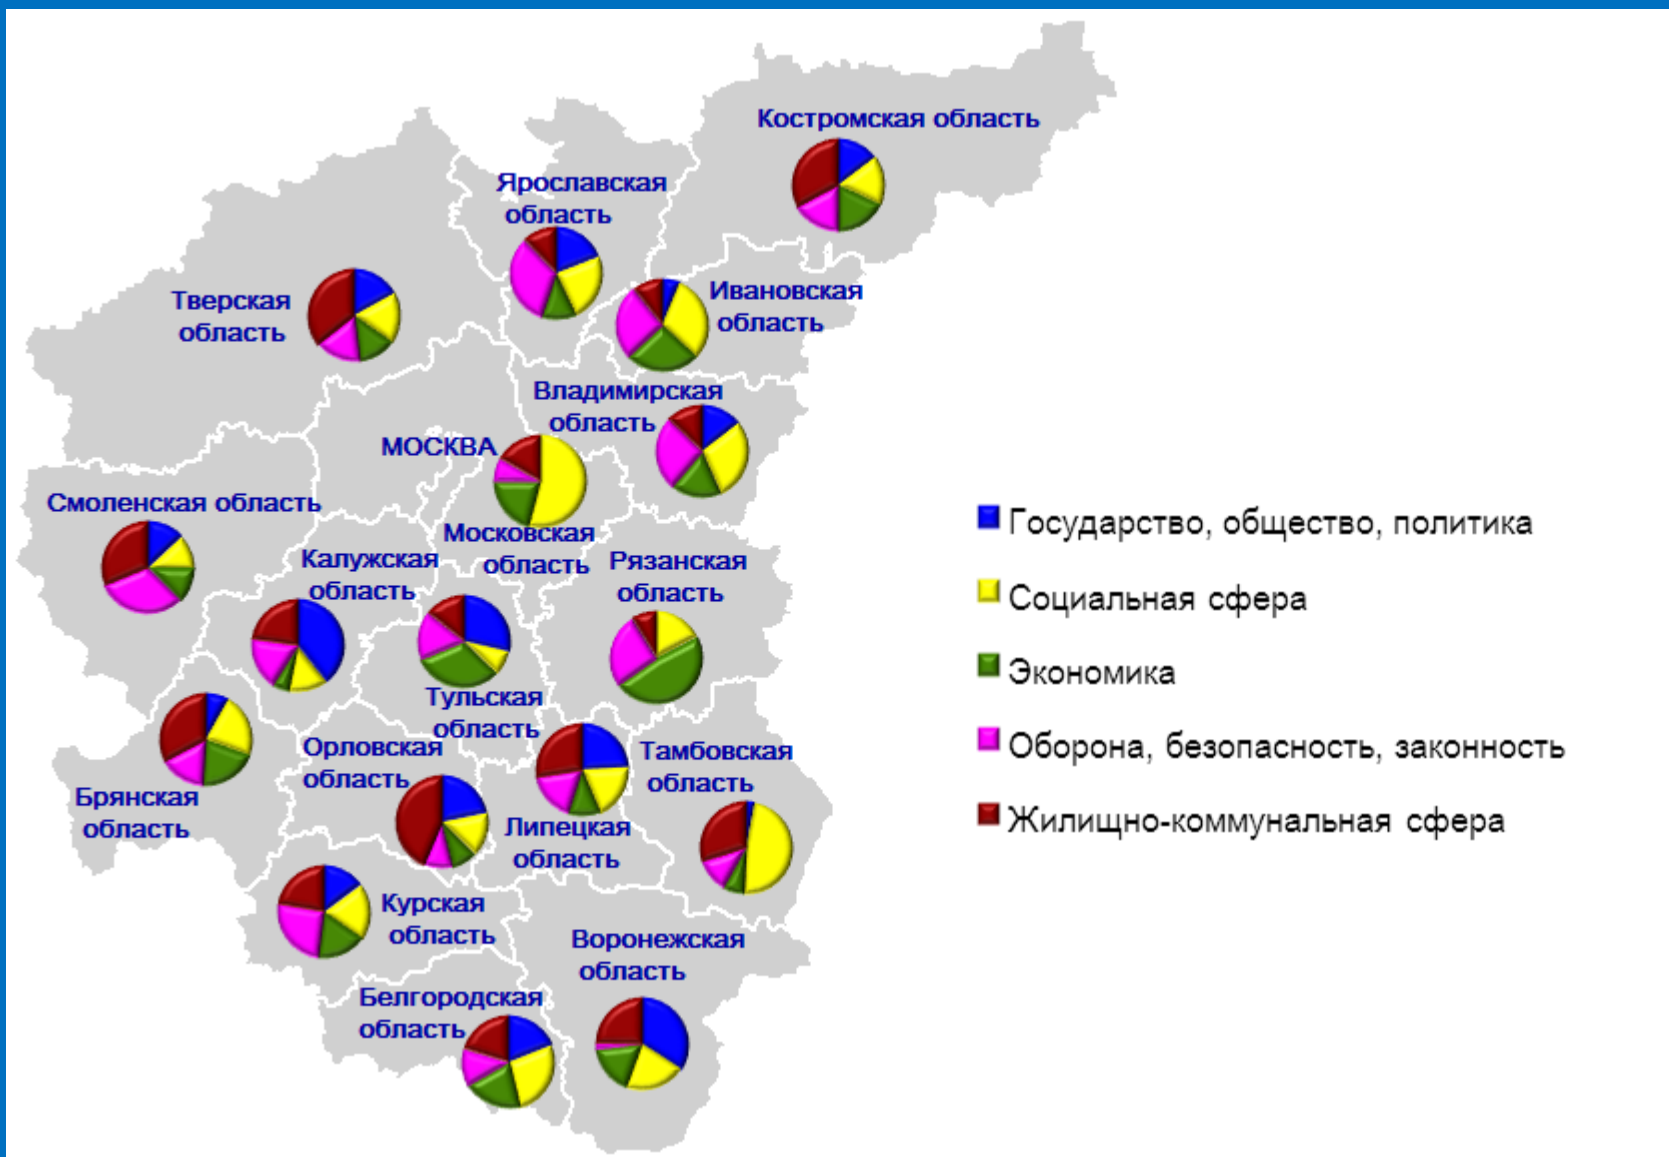 Костромская область
Ярославская
область
Тверская
область
Ивановская
область
Владимирская
область
МОСКВА
Смоленская область
Московская
область
Калужская
область
Рязанская
область
Тульская
область
Орловская
область
Тамбовская
область
Брянская
область
Липецкая
область
Курская
область
Воронежская
область
Белгородская
область
Государство, общество, политика
Социальная сфера
Экономика
Оборона, безопасность, законность
Жилищно-коммунальная сфера